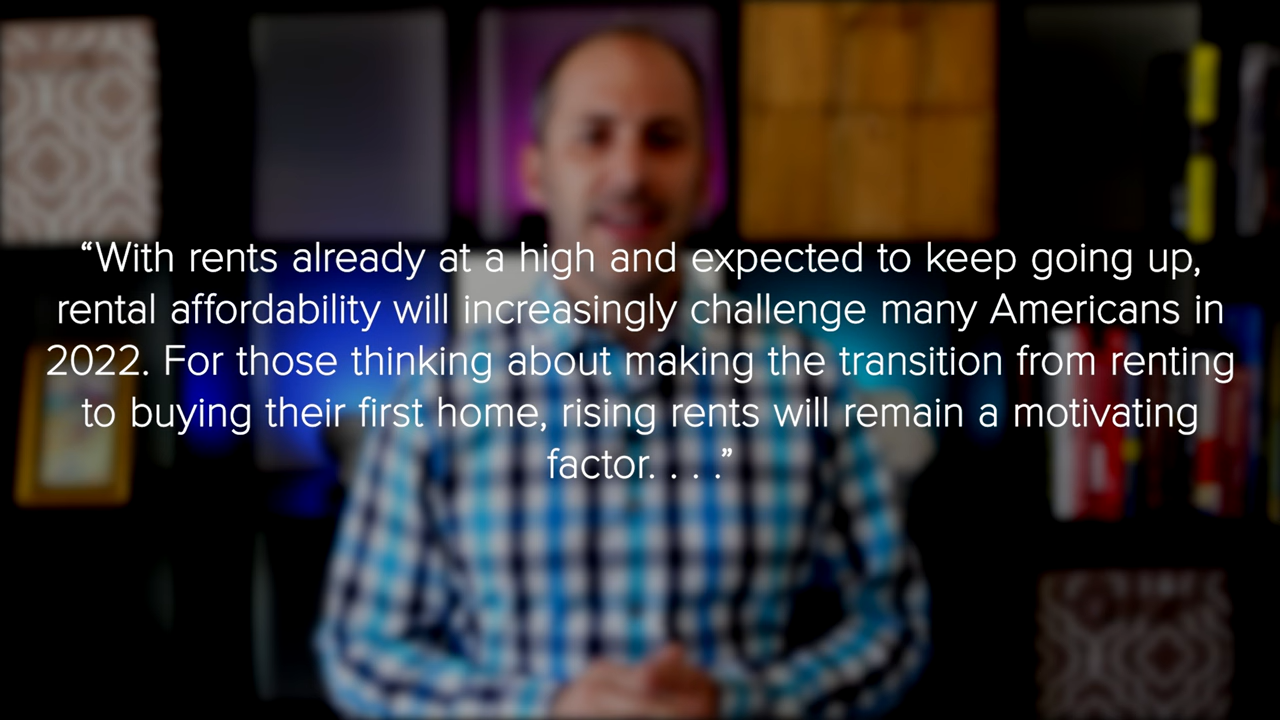 “With rents already at a high and expected to keep going up,
rental affordability will increasingly challenge many Americans in
2022. For those thinking about making the transition from renting
to buying their first home, rising rents will remain a motivating
factor. . . .”